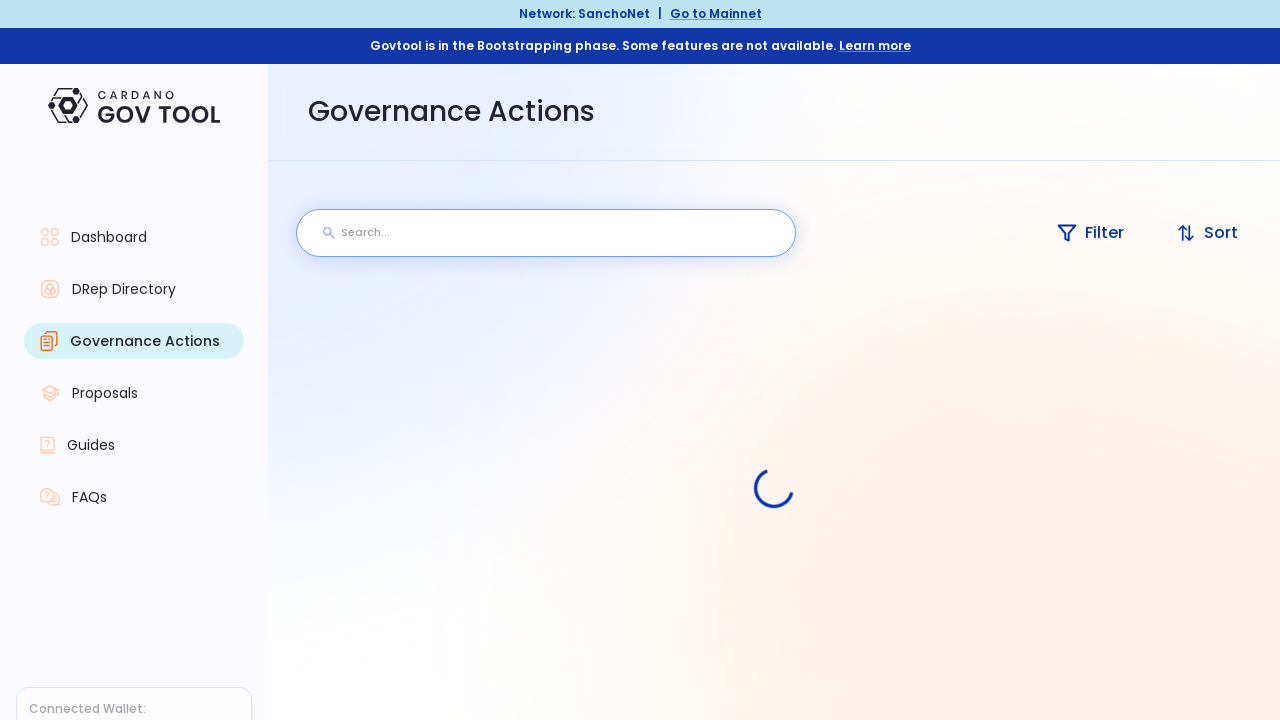 Network: SanchoNet | Go to Mainnet
Govtool is in the Bootstrapping phase. Some features are not available. Learn more
CARDANO
GOV TOOL
Governance Actions
Search...
Filter
Sort
Dashboard
DRep Directory
Governance Actions
Proposals
Guides
FAQs
Connected Wallet: